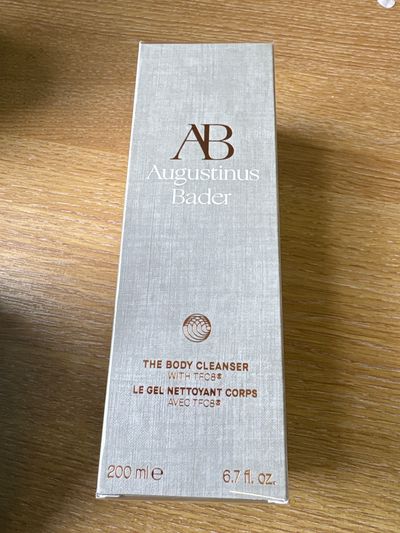 AB
Augustinus
Bader
THE BODY CLEANSER
WITH TFC8®
LE GEL NETTOYANT CORPS
AVEC TFC8®
200 ml ℮ 6.7 fl. oz.